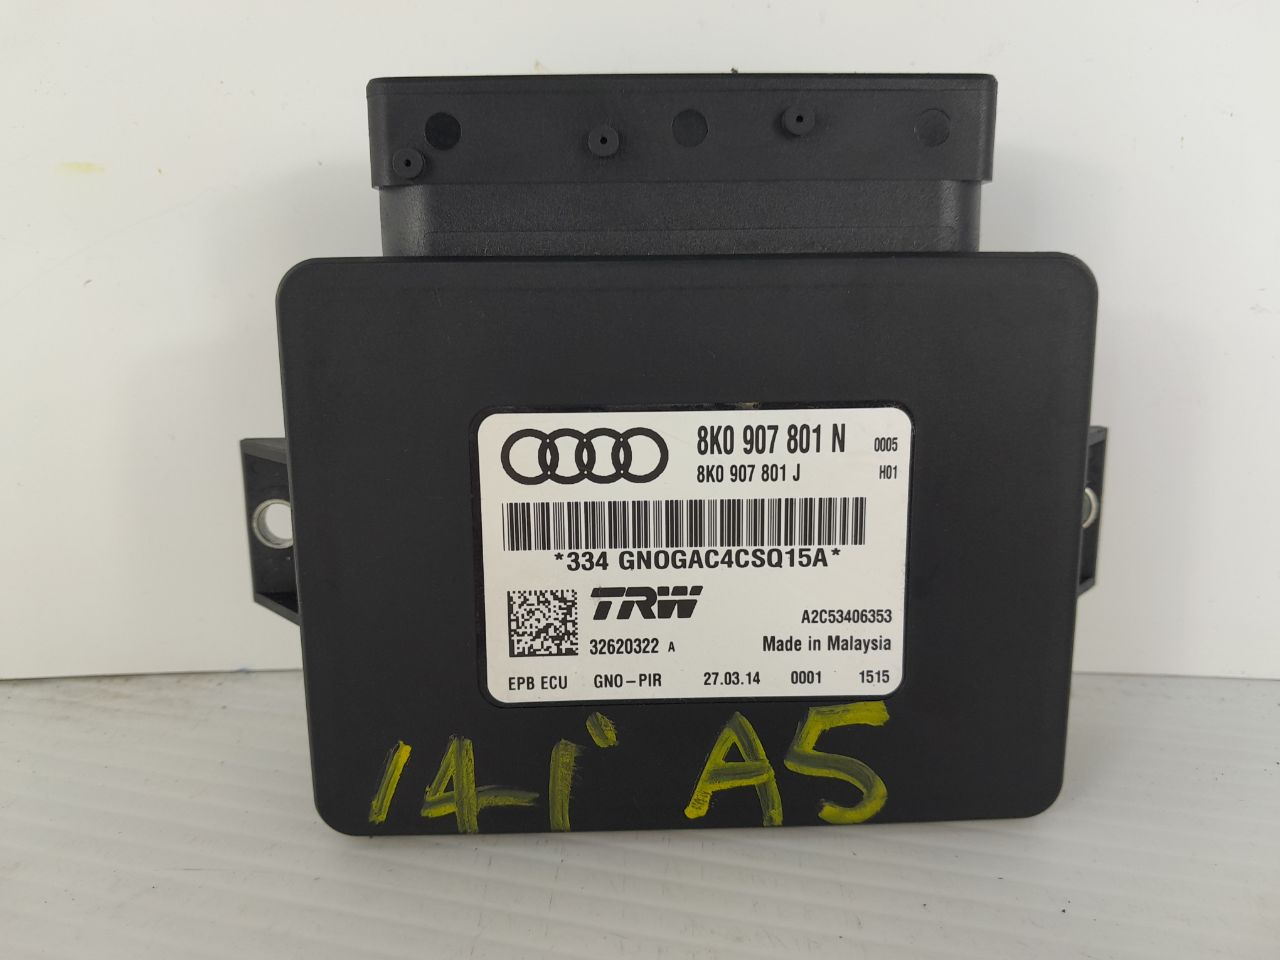 8K0 907 801 N 0005
8K0 907 801 J H01
*334 GNOGAC4CSQ15A*
TRW A2C53406353
32620322 A Made in Malaysia
EPB ECU GNO-PIR 27.03.14 0001 1515
14i A5